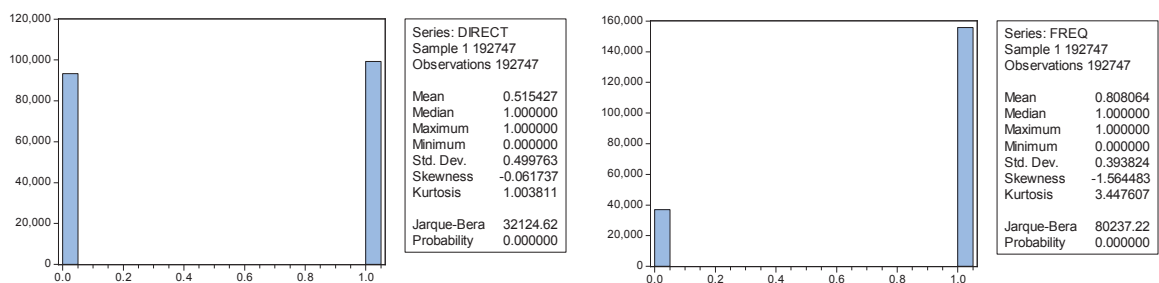 120,000
100,000
80,000
60,000
40,000
20,000
0
0.0 0.2 0.4 0.6 0.8 1.0
Series: DIRECT
Sample 1 192747
Observations 192747
Mean 0.515427
Median 1.000000
Maximum 1.000000
Minimum 0.000000
Std. Dev. 0.499763
Skewness -0.061737
Kurtosis 1.003811
Jarque-Bera 32124.62
Probability 0.000000
160,000
140,000
120,000
100,000
80,000
60,000
40,000
20,000
0
0.0 0.2 0.4 0.6 0.8 1.0
Series: FREQ
Sample 1 192747
Observations 192747
Mean 0.808064
Median 1.000000
Maximum 1.000000
Minimum 0.000000
Std. Dev. 0.393824
Skewness -1.564483
Kurtosis 3.447607
Jarque-Bera 80237.22
Probability 0.000000